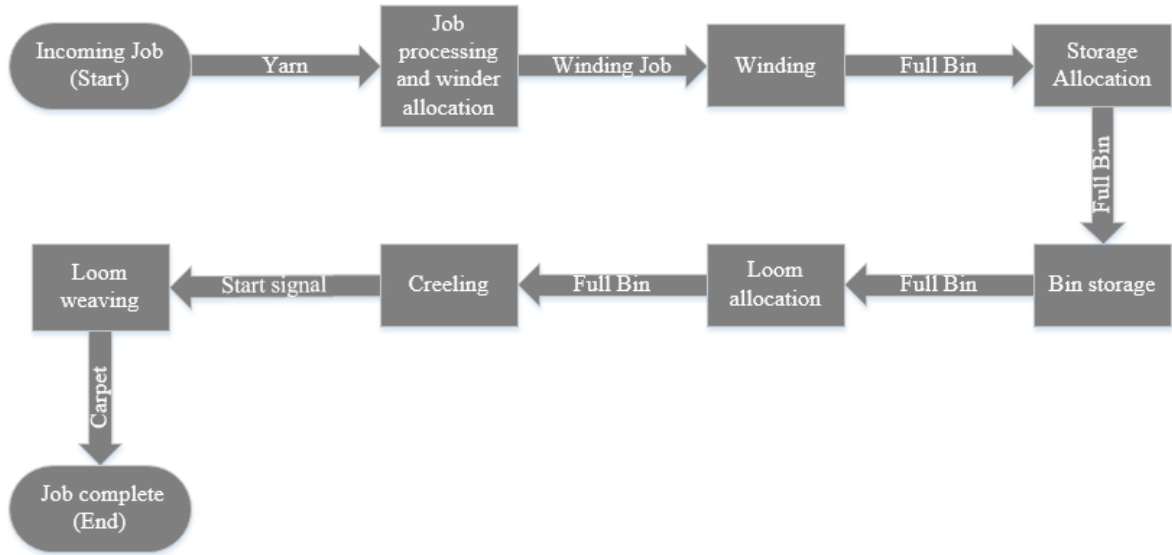 Incoming Job
(Start)
Yarn
Job
processing
and winder
allocation
Winding Job
Winding
Full Bin
Storage
Allocation
Full Bin
Bin storage
Full Bin
Loom
allocation
Full Bin
Creeling
Start signal
Loom
weaving
Carpet
Job complete
(End)